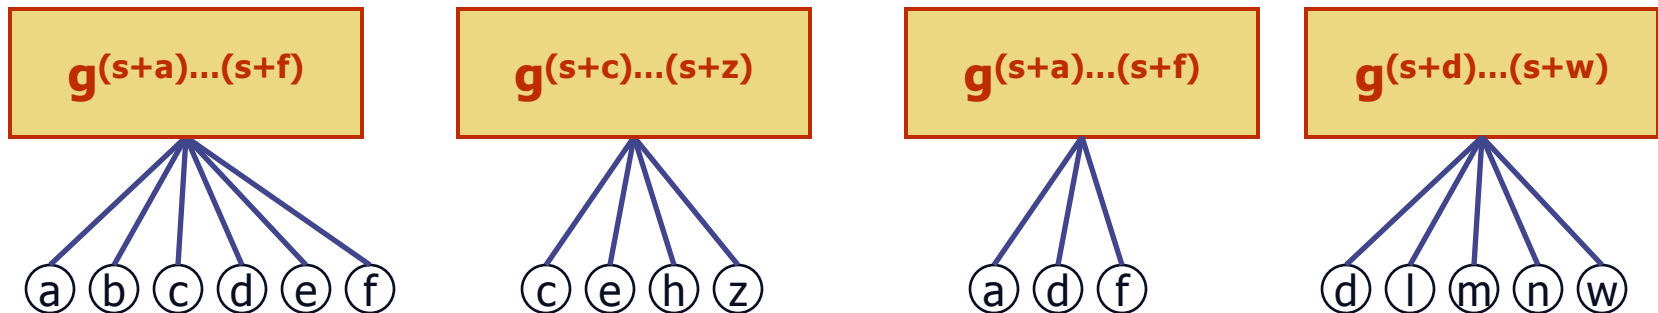 g(s+a)...(s+f) g(s+c)...(s+z) g(s+a)...(s+f) g(s+d)...(s+w)
a b c d e f c e h z a d f d l m n w